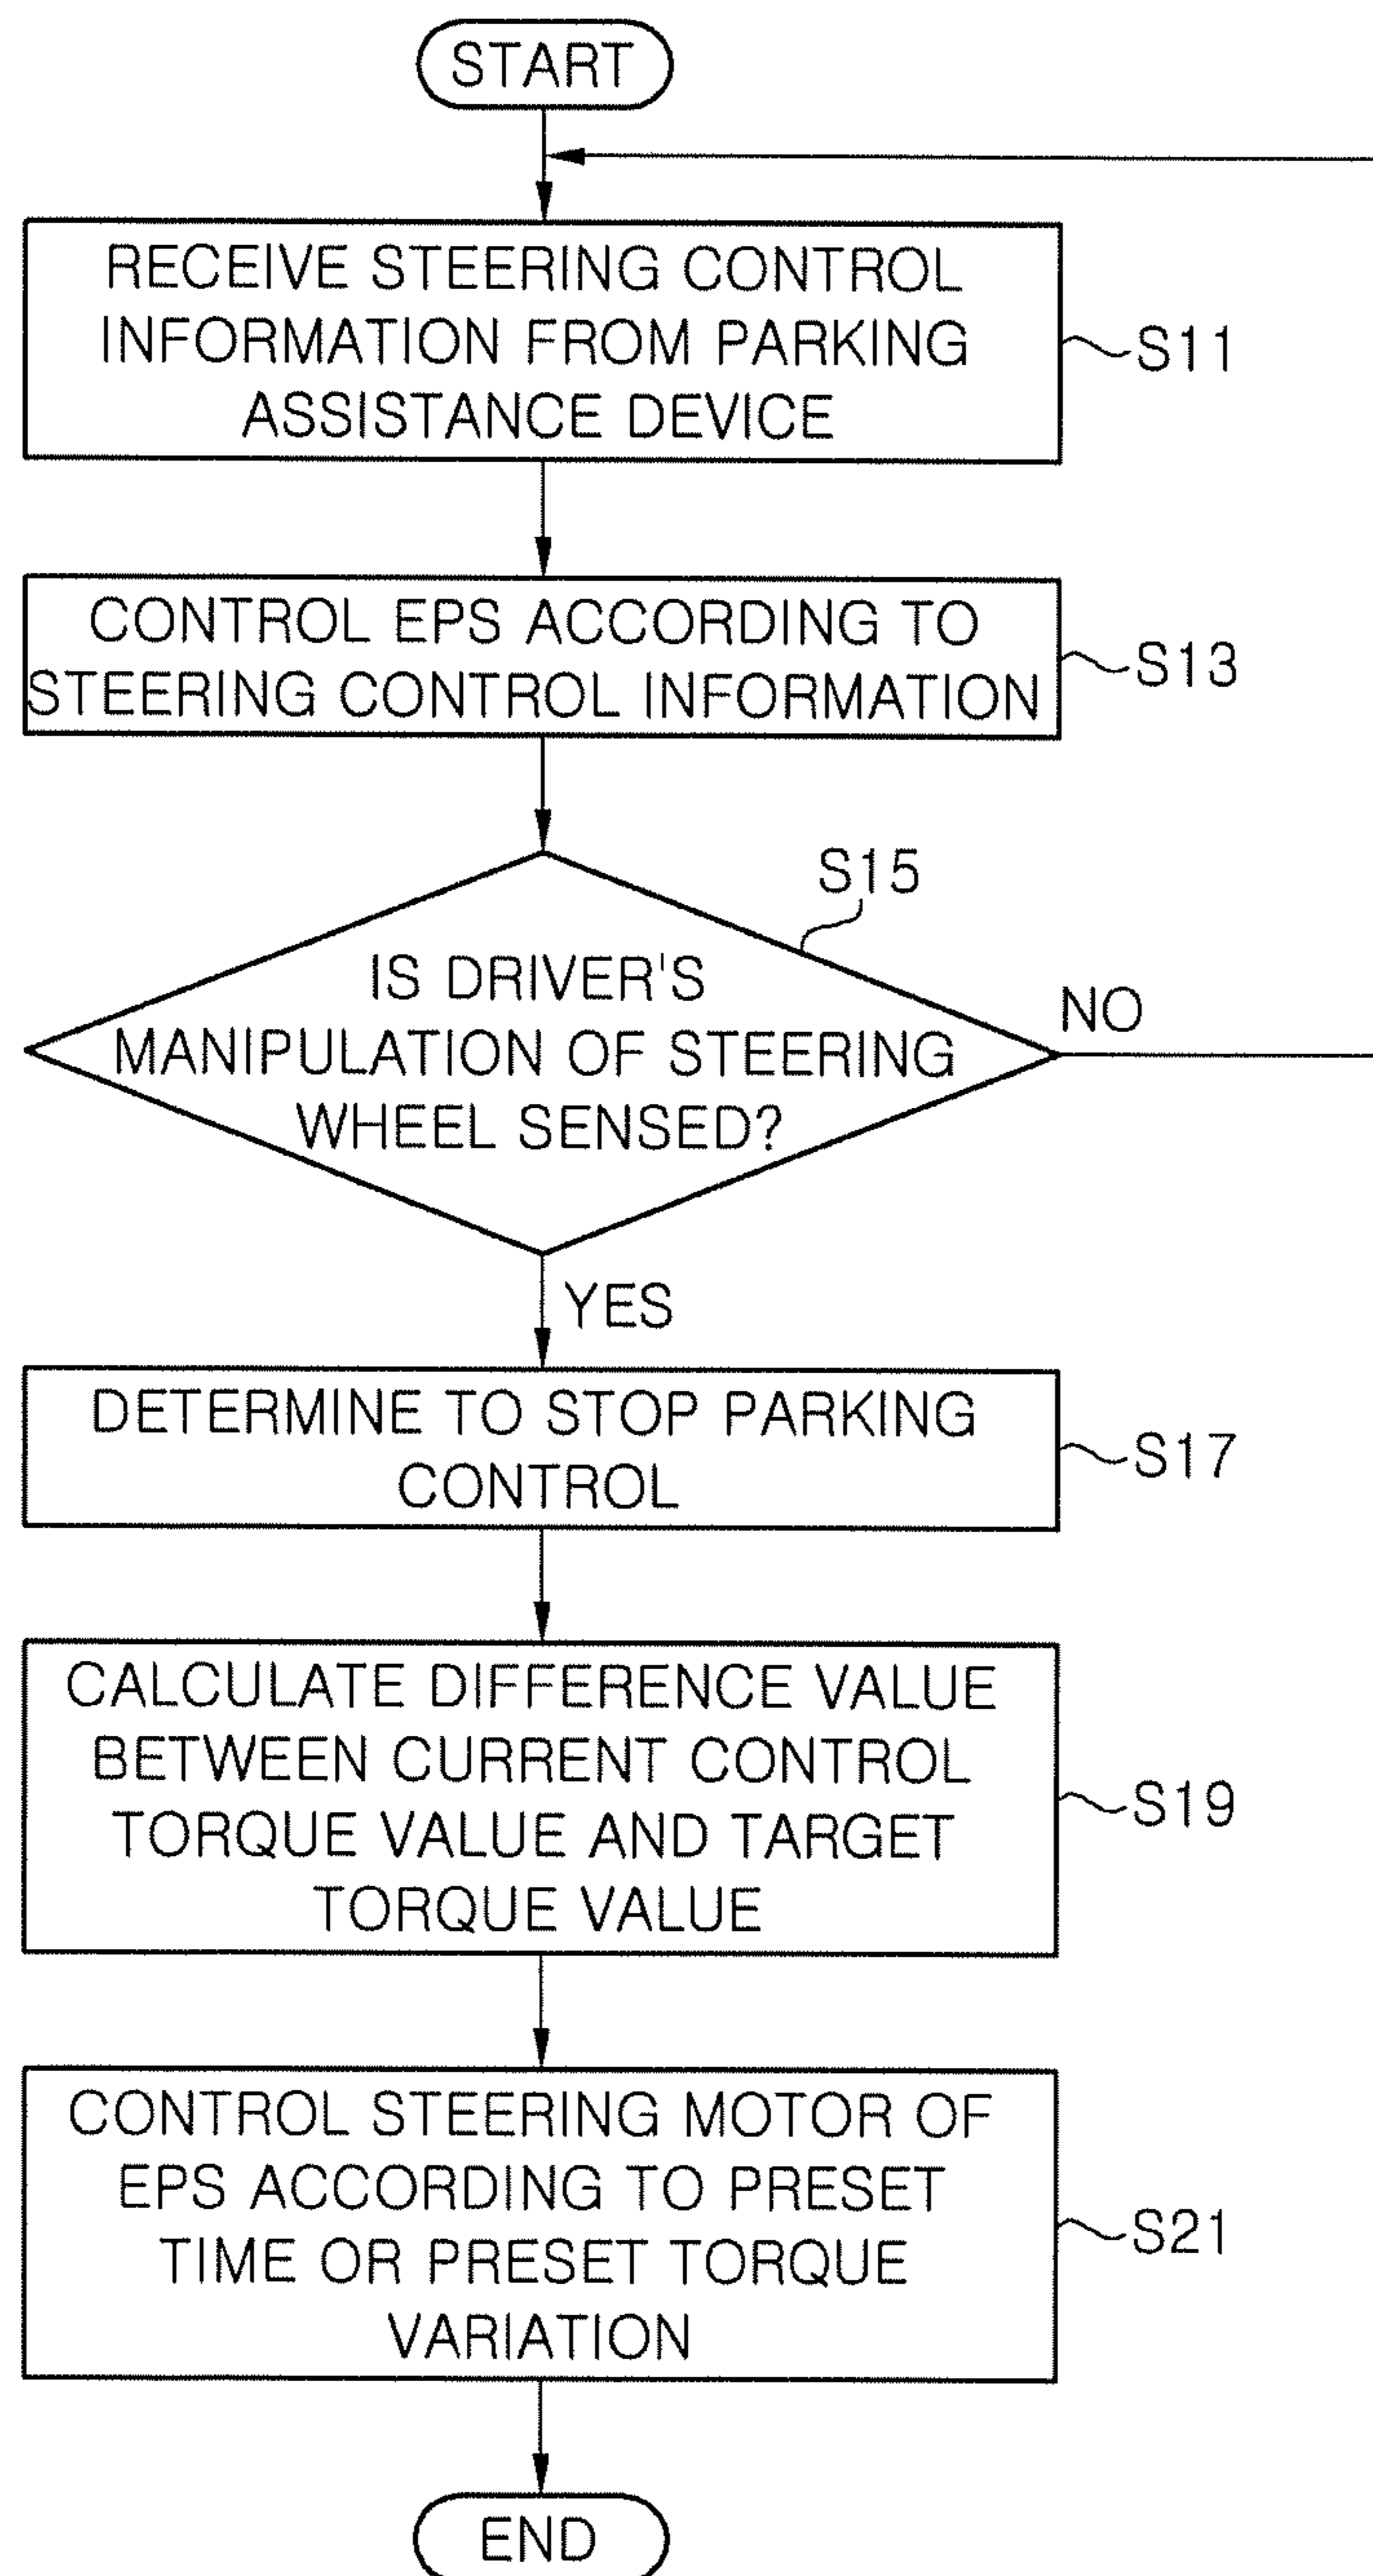 START
RECEIVE STEERING CONTROL
INFORMATION FROM PARKING
ASSISTANCE DEVICE
S11
CONTROL EPS ACCORDING TO
STEERING CONTROL INFORMATION
S13
S15
IS DRIVER'S
MANIPULATION OF STEERING
WHEEL SENSED?
NO
YES
DETERMINE TO STOP PARKING
CONTROL
S17
CALCULATE DIFFERENCE VALUE
BETWEEN CURRENT CONTROL
TORQUE VALUE AND TARGET
TORQUE VALUE
S19
CONTROL STEERING MOTOR OF
EPS ACCORDING TO PRESET
TIME OR PRESET TORQUE
VARIATION
S21
END